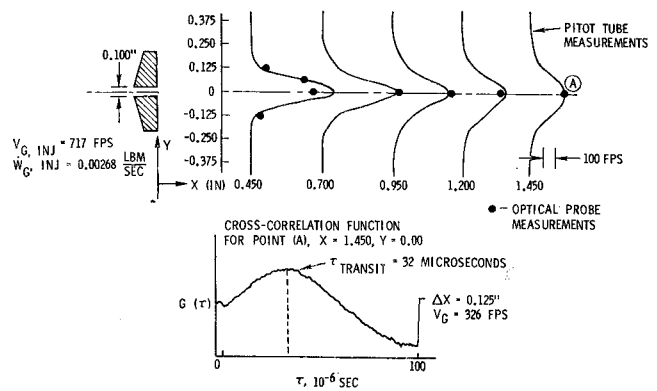 0.375
0.250
0.125
0
-0.125
-0.250
-0.375
0.100"
PITOT TUBE
MEASUREMENTS
A
100 FPS
Y
V G, INJ = 717 FPS
Ẇ G, INJ = 0.00268 LBM
SEC
X (IN) 0.450 0.700 0.950 1.200 1.450
● - OPTICAL PROBE
MEASUREMENTS
CROSS-CORRELATION FUNCTION
FOR POINT (A), X = 1.450, Y = 0.00
τ TRANSIT = 32 MICROSECONDS
G (τ)
ΔX = 0.125"
V G = 326 FPS
0 100
τ, 10⁻⁶ SEC